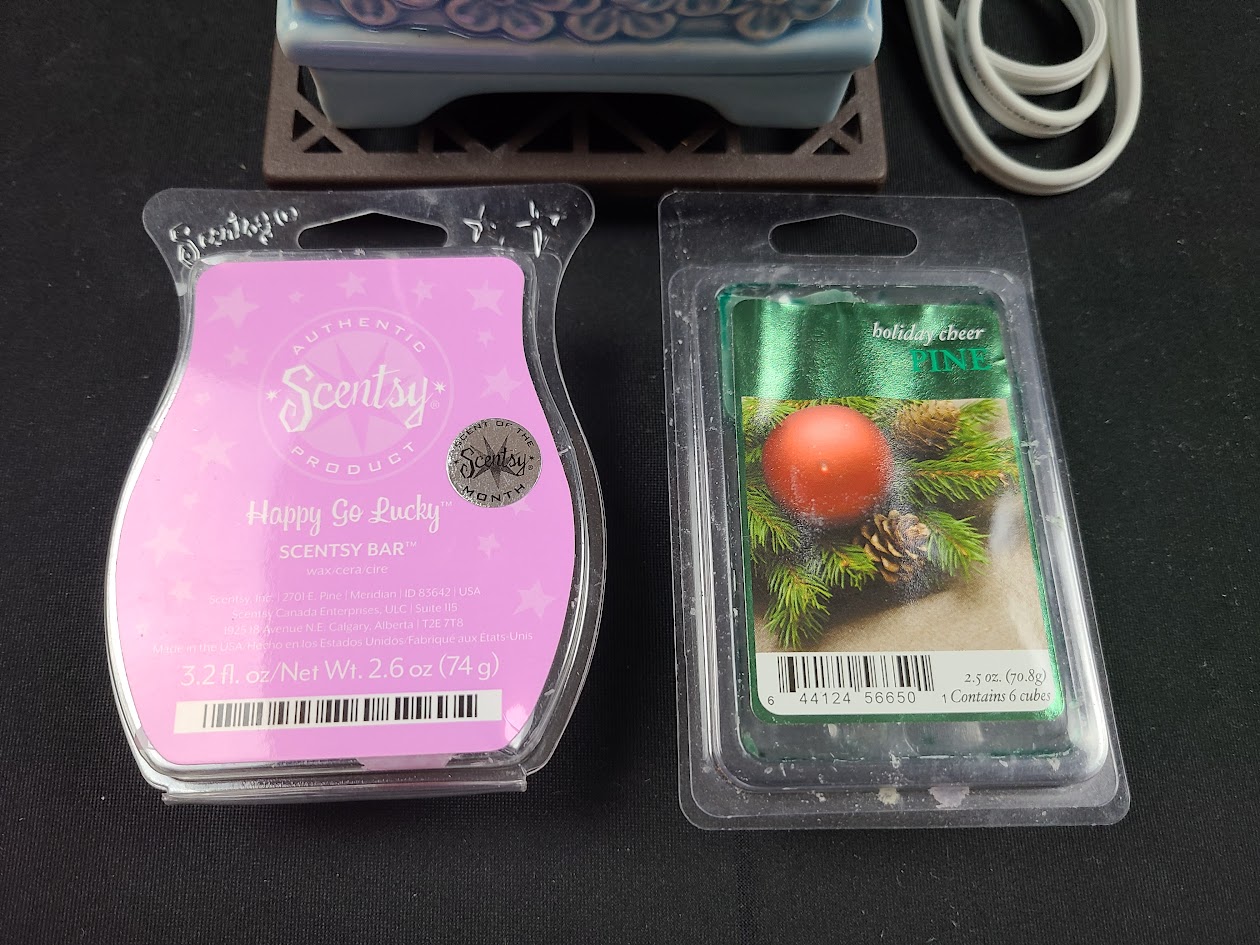 Scentsy
AUTHENTIC
Scentsy®
PRODUCT
SCENT OF THE
Scentsy®
MONTH
Happy Go Lucky™
SCENTSY BAR™
wax/cera/cire
Scentsy, Inc. | 2701 E. Pine | Meridian | ID 83642 | USA
Scentsy Canada Enterprises, ULC | Suite 115
1925 18 Avenue N.E. Calgary, Alberta | T2E 7T8
Made in the USA/Hecho en los Estados Unidos/Fabriqué aux États-Unis
3.2 fl. oz/Net Wt. 2.6 oz (74 g)
holiday cheer
PINE
2.5 oz. (70.8g)
Contains 6 cubes
6 44124 56650 1